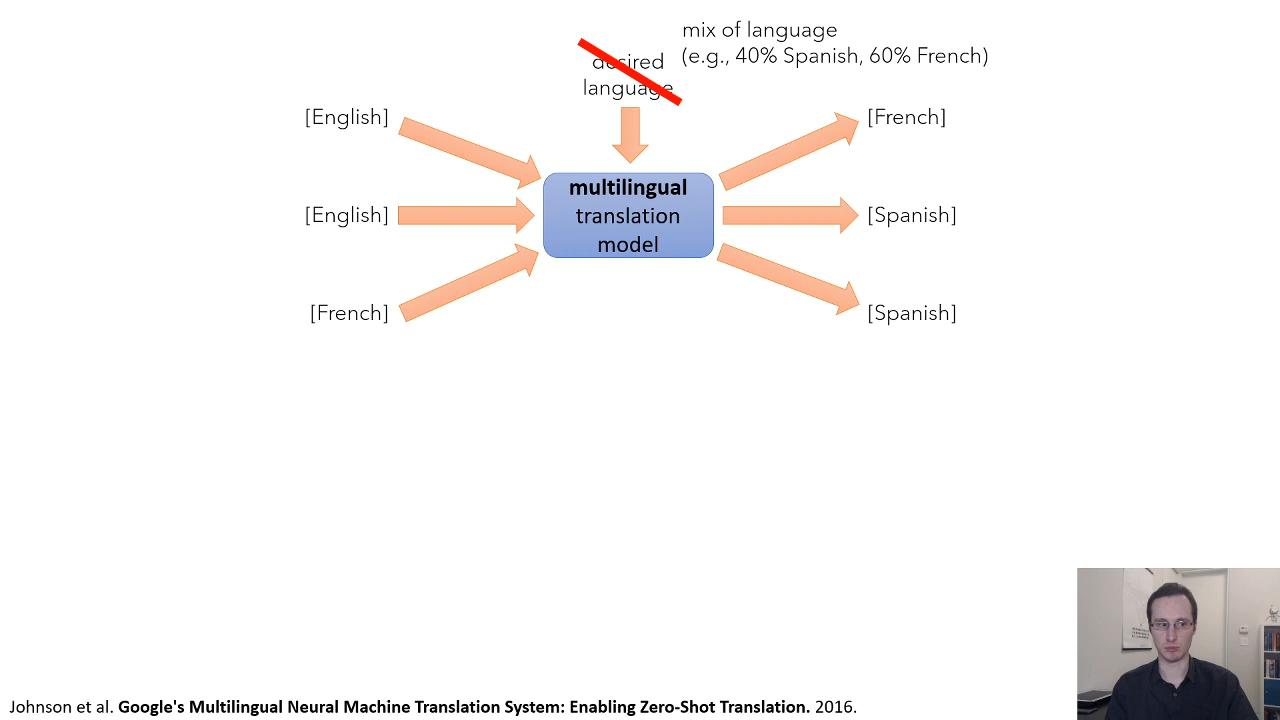 mix of language
(e.g., 40% Spanish, 60% French)
desired
language
[English]
[French]
multilingual
translation
model
[English]
[Spanish]
[French]
[Spanish]
Johnson et al. Google's Multilingual Neural Machine Translation System: Enabling Zero-Shot Translation. 2016.